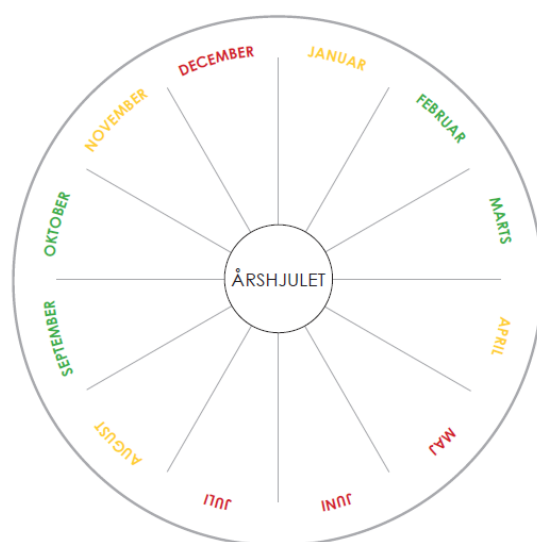 JANUAR
FEBRUAR
MARTS
APRIL
MAJ
JUNI
JULI
AUGUST
SEPTEMBER
OKTOBER
NOVEMBER
DECEMBER
ÅRSHJULET